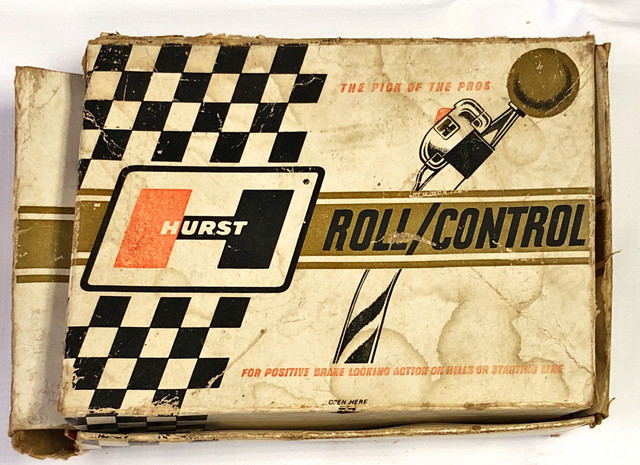 THE PICK OF THE PROS
H
HURST
ROLL/CONTROL
FOR POSITIVE BRAKE LOCKING ACTION ON HILLS OR STARTING LINE
OPEN HERE